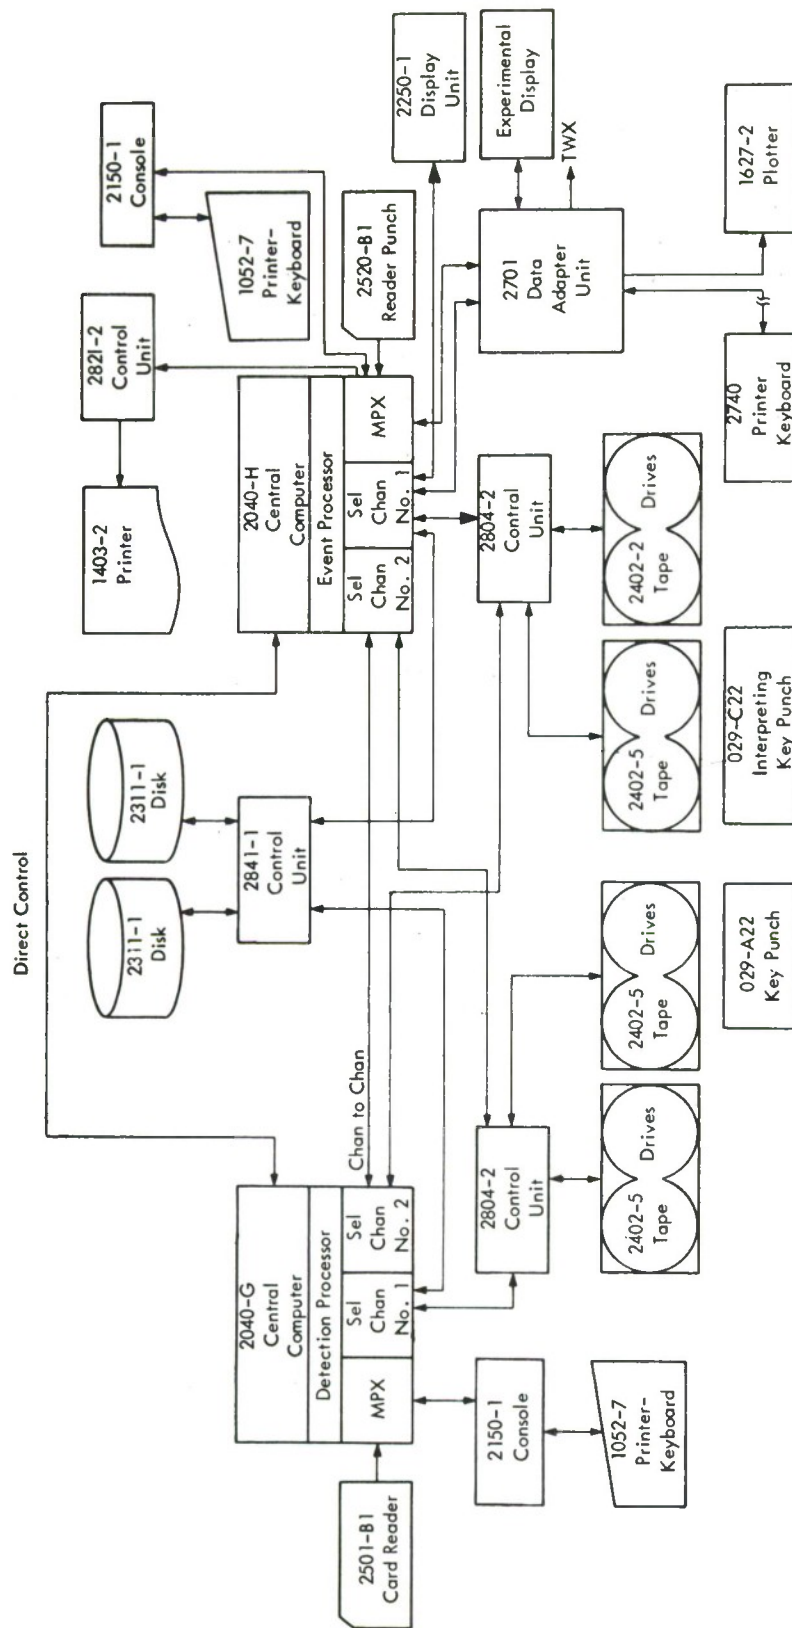 Direct Control
2311-1
Disk
2311-1
Disk
2841-1
Control
Unit
1403-2
Printer
2821-2
Control
Unit
2150-1
Console
1052-7
Printer-
Keyboard
2040-G
Central
Computer
Detection Processor
MPX
Sel
Chan
No. 1
Sel
Chan
No. 2
Chan to Chan
2040-H
Central
Computer
Event Processor
Sel
Chan
No. 2
Sel
Chan
No. 1
MPX
2501-B1
Card Reader
2520-B1
Reader Punch
2250-1
Display
Unit
2150-1
Console
1052-7
Printer-
Keyboard
2804-2
Control
Unit
2804-2
Control
Unit
2701
Data
Adapter
Unit
Experimental
Display
TWX
2402-5
Tape
Drives
2402-5
Tape
Drives
2402-5
Tape
Drives
2402-2
Tape
Drives
2740
Printer
Keyboard
1627-2
Plotter
029-A22
Key Punch
029-C22
Interpreting
Key Punch